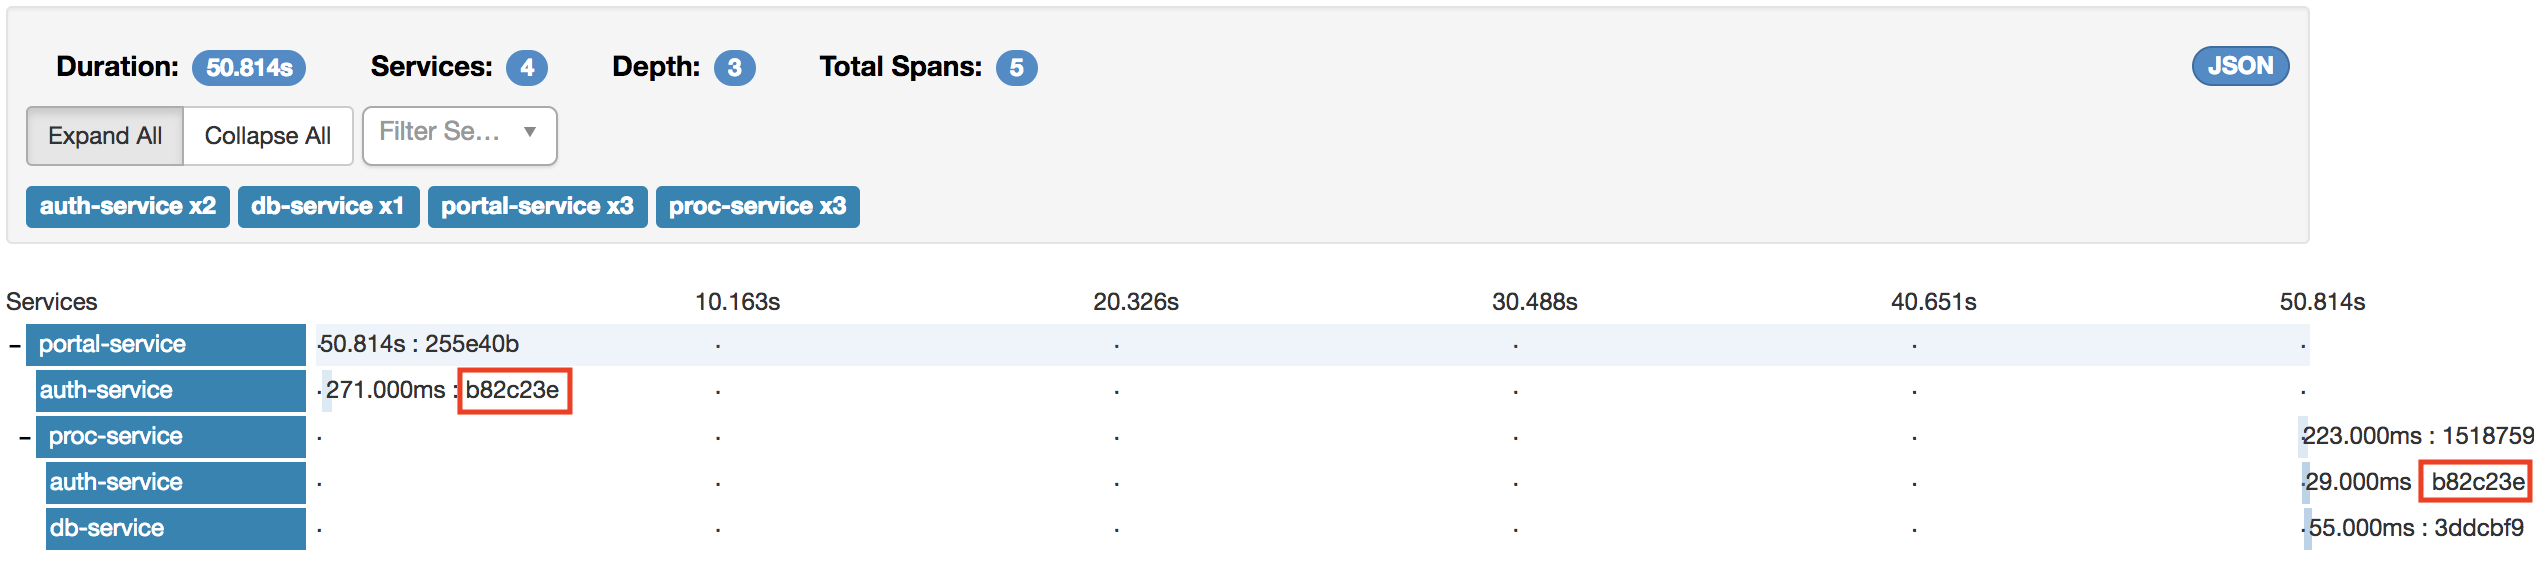 Duration: 50.814s Services: 4 Depth: 3 Total Spans: 5 JSON
Expand All Collapse All Filter Se... ▼
auth-service x2 db-service x1 portal-service x3 proc-service x3
Services 10.163s 20.326s 30.488s 40.651s 50.814s
- portal-service 50.814s : 255e40b
auth-service 271.000ms : b82c23e
- proc-service 223.000ms : 1518759
auth-service 29.000ms b82c23e
db-service 55.000ms : 3ddcbf9